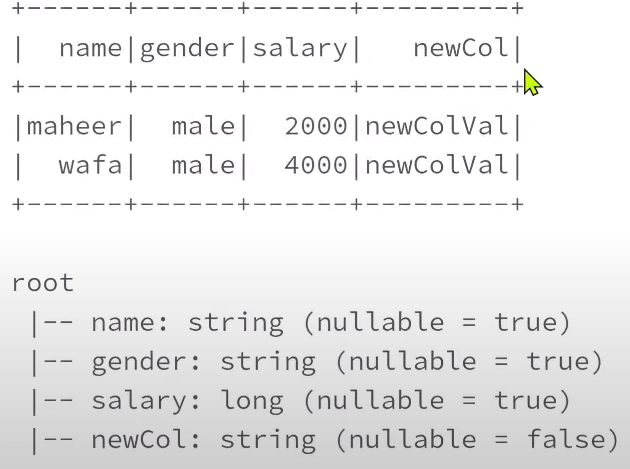 +------+------+------+---------+
|  name|gender|salary|   newCol|
+------+------+------+---------+
|maheer|  male|  2000|newColVal|
|  wafa|  male|  4000|newColVal|
+------+------+------+---------+
root
 |-- name: string (nullable = true)
 |-- gender: string (nullable = true)
 |-- salary: long (nullable = true)
 |-- newCol: string (nullable = false)